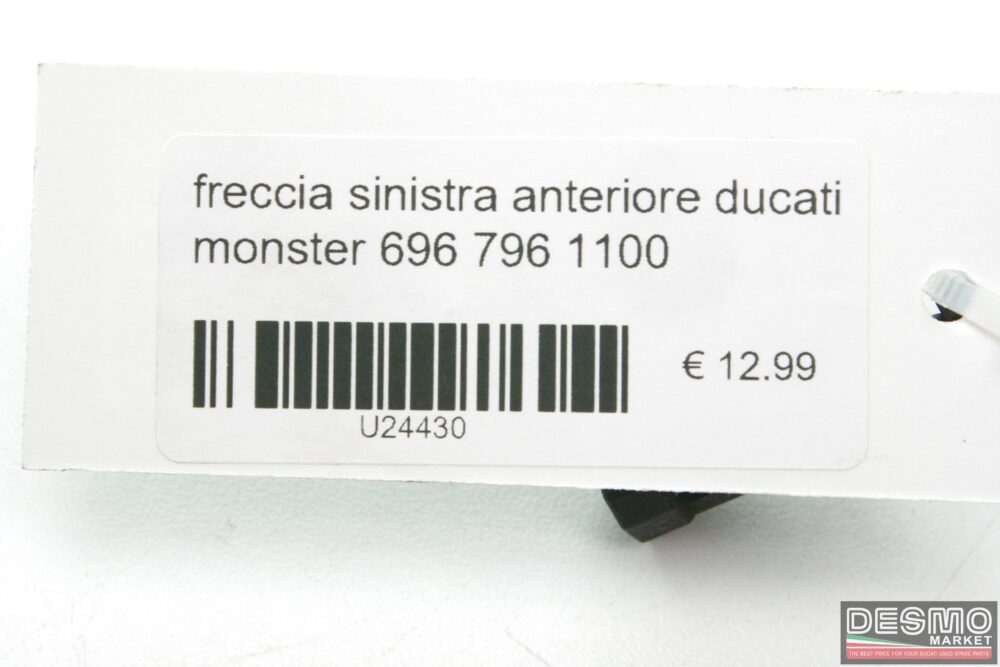 freccia sinistra anteriore ducati
monster 696 796 1100
€ 12.99
U24430
DESMO
MARKET
THE BEST PRICE FOR YOUR DUCATI USED SPARE PARTS